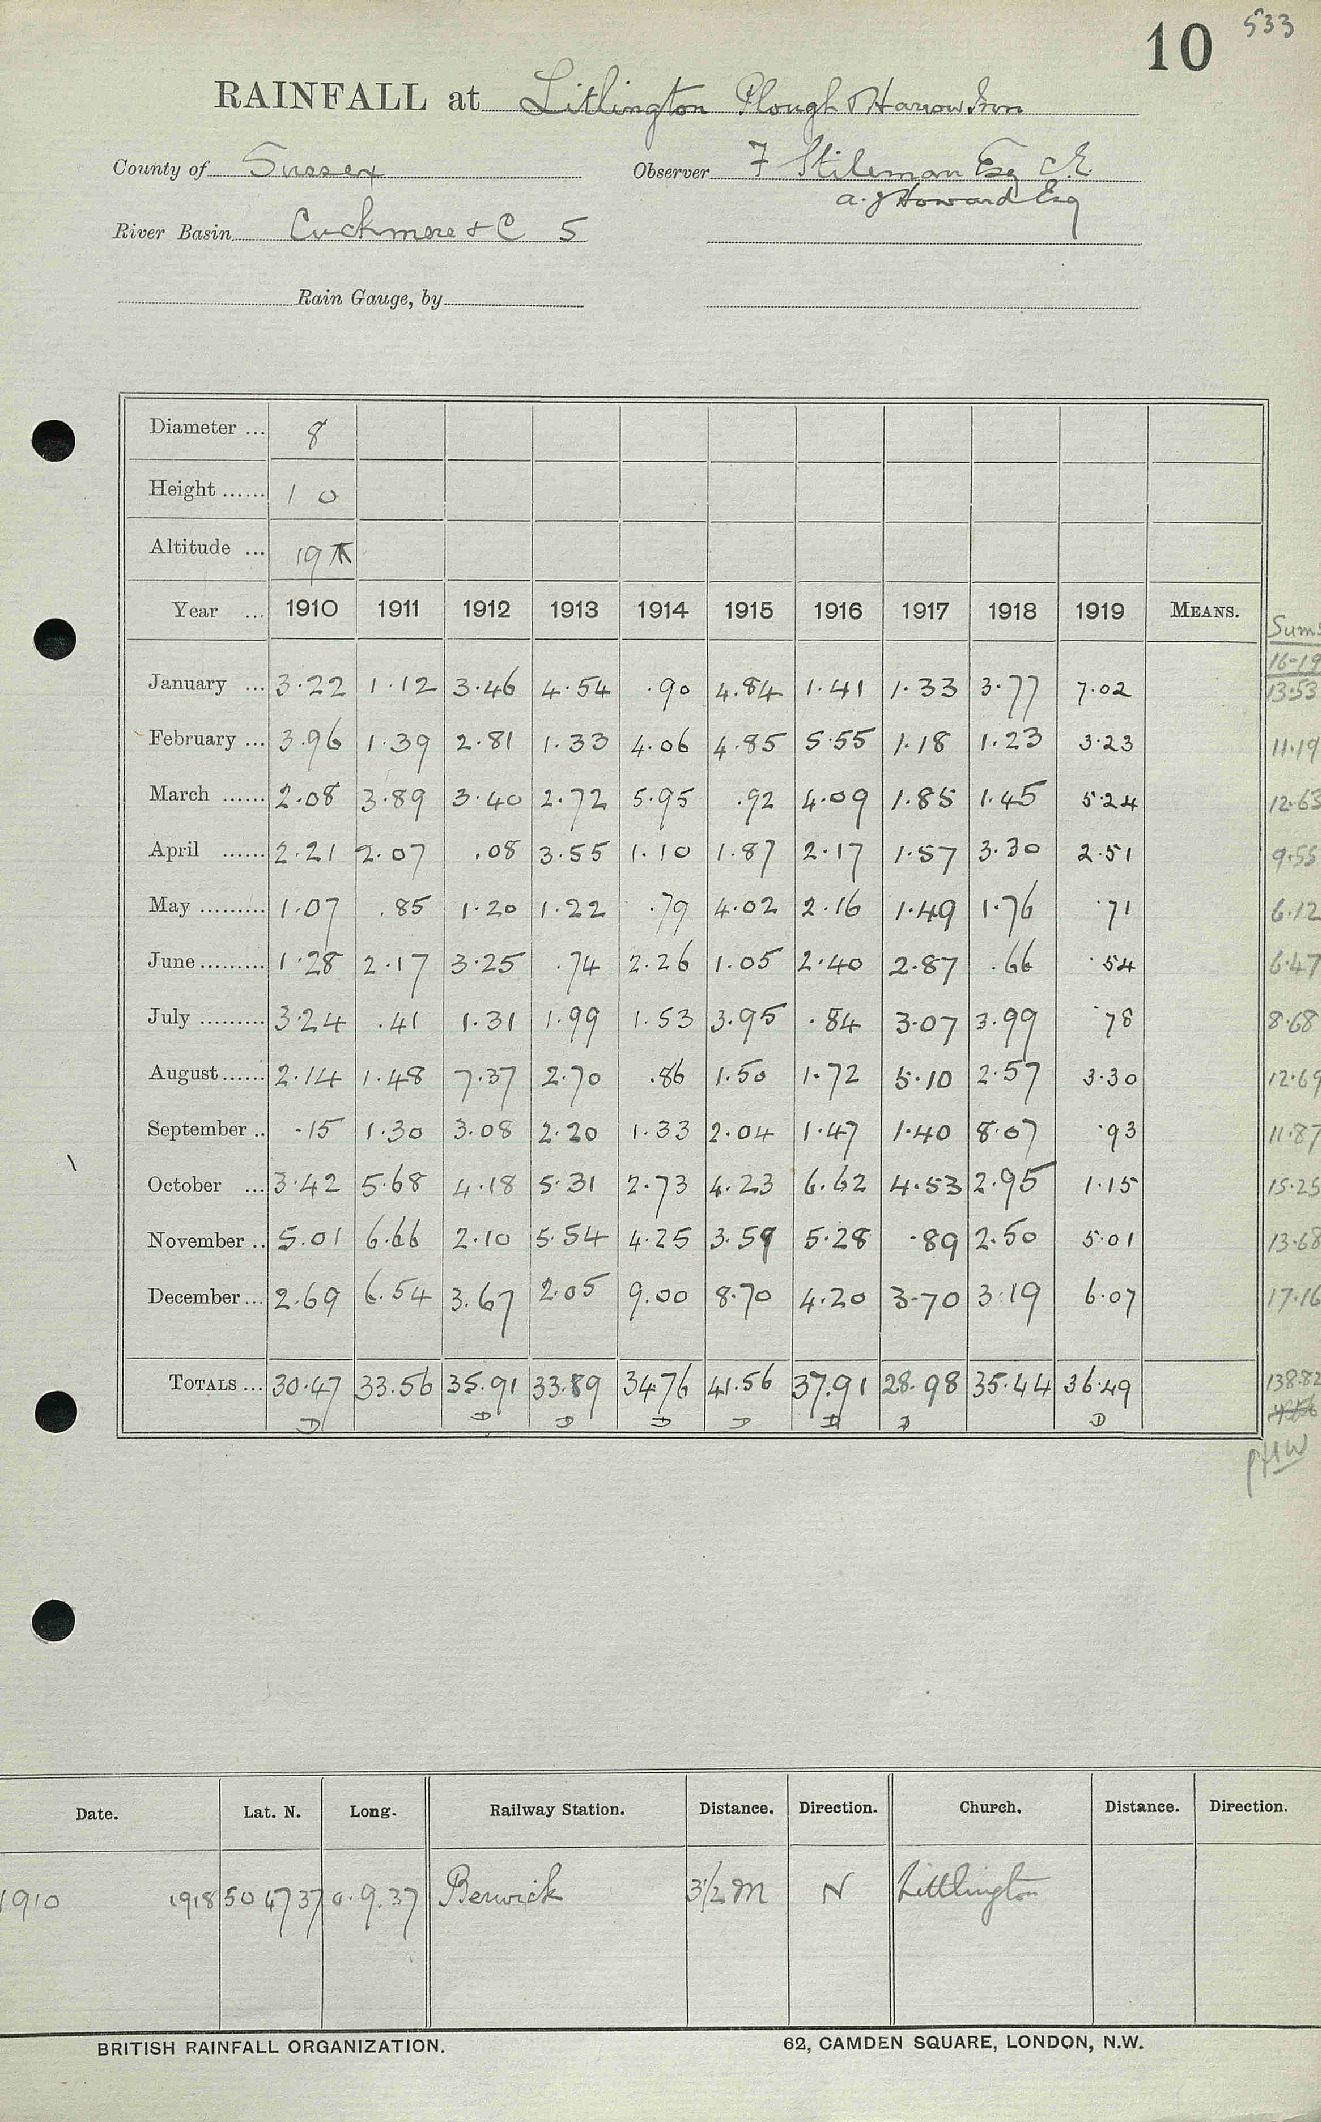 10 533
RAINFALL at Litlington Plough & Harrow Inn
County of Sussex Observer F Stileman Esq C.E.
A. J Howard Esq
River Basin Cuckmere & C 5
Rain Gauge, by
Diameter ... 8
Height ...... 1 0
Altitude ... 19
Year ... 1910 1911 1912 1913 1914 1915 1916 1917 1918 1919 MEANS. Sums
16-19
January ... 3.22 1.12 3.46 4.54 .90 4.84 1.41 1.33 3.77 7.02 13.53
February ... 3.96 1.39 2.81 1.33 4.06 4.85 5.55 1.18 1.23 3.23 11.19
March ...... 2.08 3.89 3.40 2.72 5.95 .92 4.09 1.85 1.45 5.24 12.63
April ...... 2.21 2.07 .08 3.55 1.10 1.87 2.17 1.57 3.30 2.51 9.55
May ......... 1.07 .85 1.20 1.22 .79 4.02 2.16 1.49 1.76 .71 6.12
June ......... 1.28 2.17 3.25 .74 2.26 1.05 2.40 2.87 .66 .54 6.47
July ......... 3.24 .41 1.31 1.99 1.53 3.95 .84 3.07 3.99 .78 8.68
August ...... 2.14 1.48 7.37 2.70 .86 1.50 1.72 5.10 2.57 3.30 12.69
September .. .15 1.30 3.08 2.20 1.33 2.04 1.47 1.40 8.07 .93 11.87
October ... 3.42 5.68 4.18 5.31 2.73 4.23 6.62 4.53 2.95 1.15 15.25
November .. 5.01 6.66 2.10 5.54 4.25 3.59 5.28 .89 2.50 5.01 13.68
December ... 2.69 6.54 3.67 2.05 9.00 8.70 4.20 3.70 3.19 6.07 17.16
TOTALS ... 30.47 33.56 35.91 33.89 34.76 41.56 37.91 28.98 35.44 36.49 138.82
D D D D D D D D
PHW
Date. Lat. N. Long. Railway Station. Distance. Direction. Church. Distance. Direction.
1910 1918 50 47 37 0.9.37 Berwick 3½ M N Littlington
BRITISH RAINFALL ORGANIZATION. 62, CAMDEN SQUARE, LONDON, N.W.